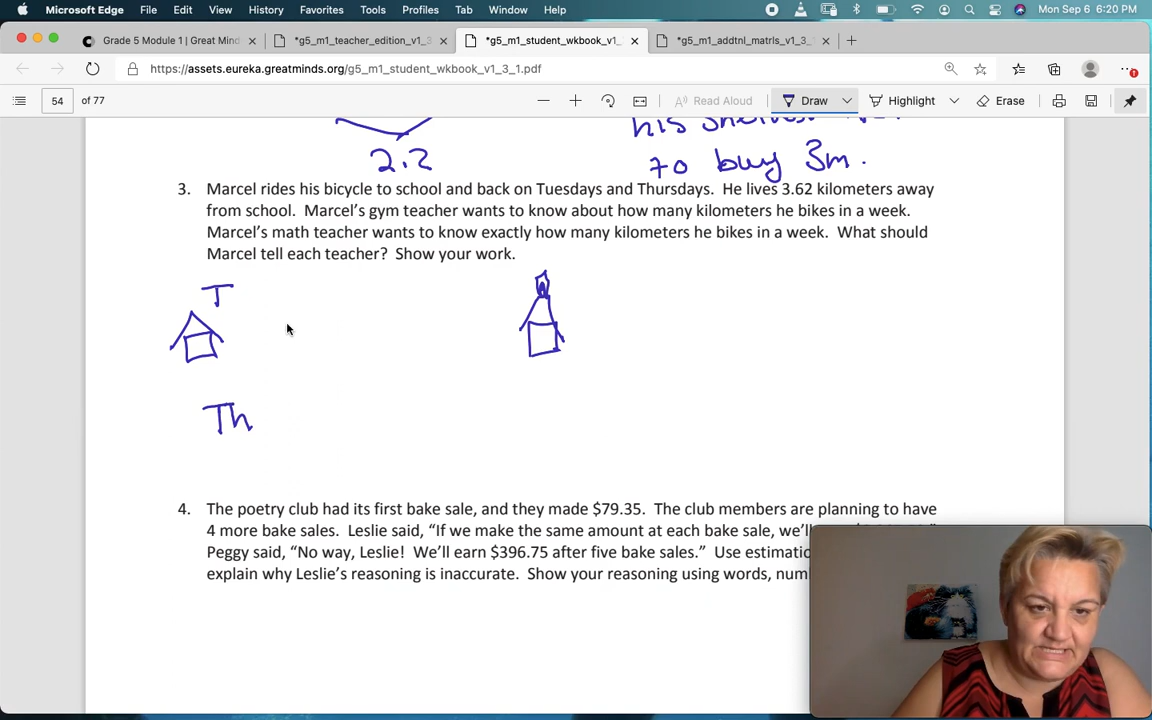 Microsoft Edge File Edit View History Favorites Tools Profiles Tab Window Help Mon Sep 6 6:20 PM
Grade 5 Module 1 | Great Mind *g5_m1_teacher_edition_v1_3 *g5_m1_student_wkbook_v1_ *g5_m1_addtnl_matrls_v1_3_
https://assets.eureka.greatminds.org/g5_m1_student_wkbook_v1_3_1.pdf
54 of 77 Read Aloud Draw Highlight Erase
his
2.2
to buy 3m.
3. Marcel rides his bicycle to school and back on Tuesdays and Thursdays. He lives 3.62 kilometers away
from school. Marcel's gym teacher wants to know about how many kilometers he bikes in a week.
Marcel's math teacher wants to know exactly how many kilometers he bikes in a week. What should
Marcel tell each teacher? Show your work.
T
Th
4. The poetry club had its first bake sale, and they made $79.35. The club members are planning to have
4 more bake sales. Leslie said, "If we make the same amount at each bake sale, we'll
Peggy said, "No way, Leslie! We'll earn $396.75 after five bake sales." Use estimatio
explain why Leslie's reasoning is inaccurate. Show your reasoning using words, num